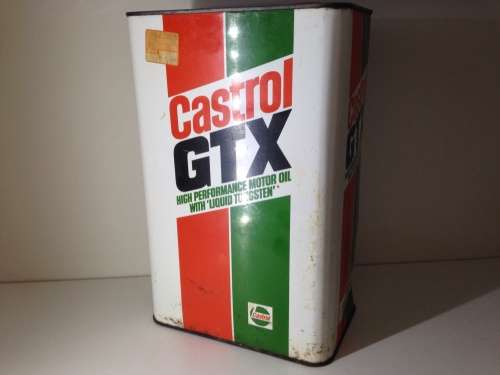 Castrol
GTX
HIGH PERFORMANCE MOTOR OIL
WITH 'LIQUID TUNGSTEN'
Castrol